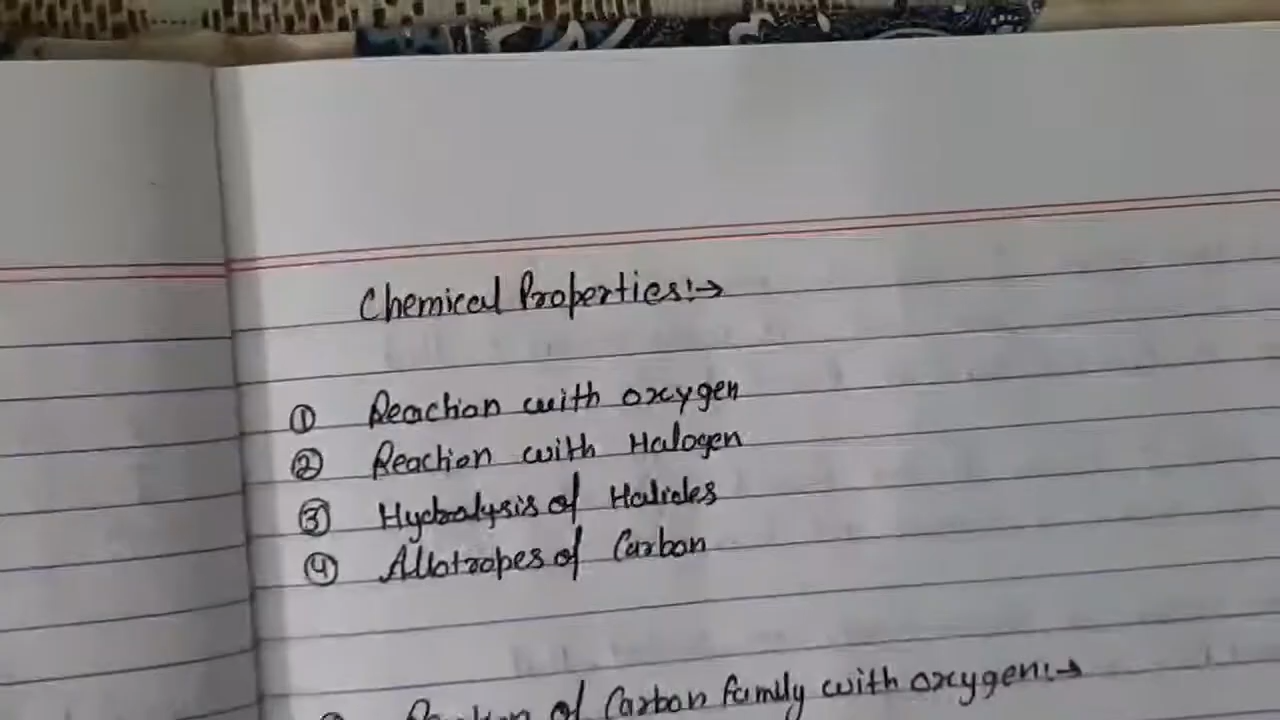 Chemical Properties:→
① Reaction with oxygen
② Reaction with Halogen
③ Hydrolysis of Halides
④ Allotropes of Carbon
of Carbon family with oxygen:→